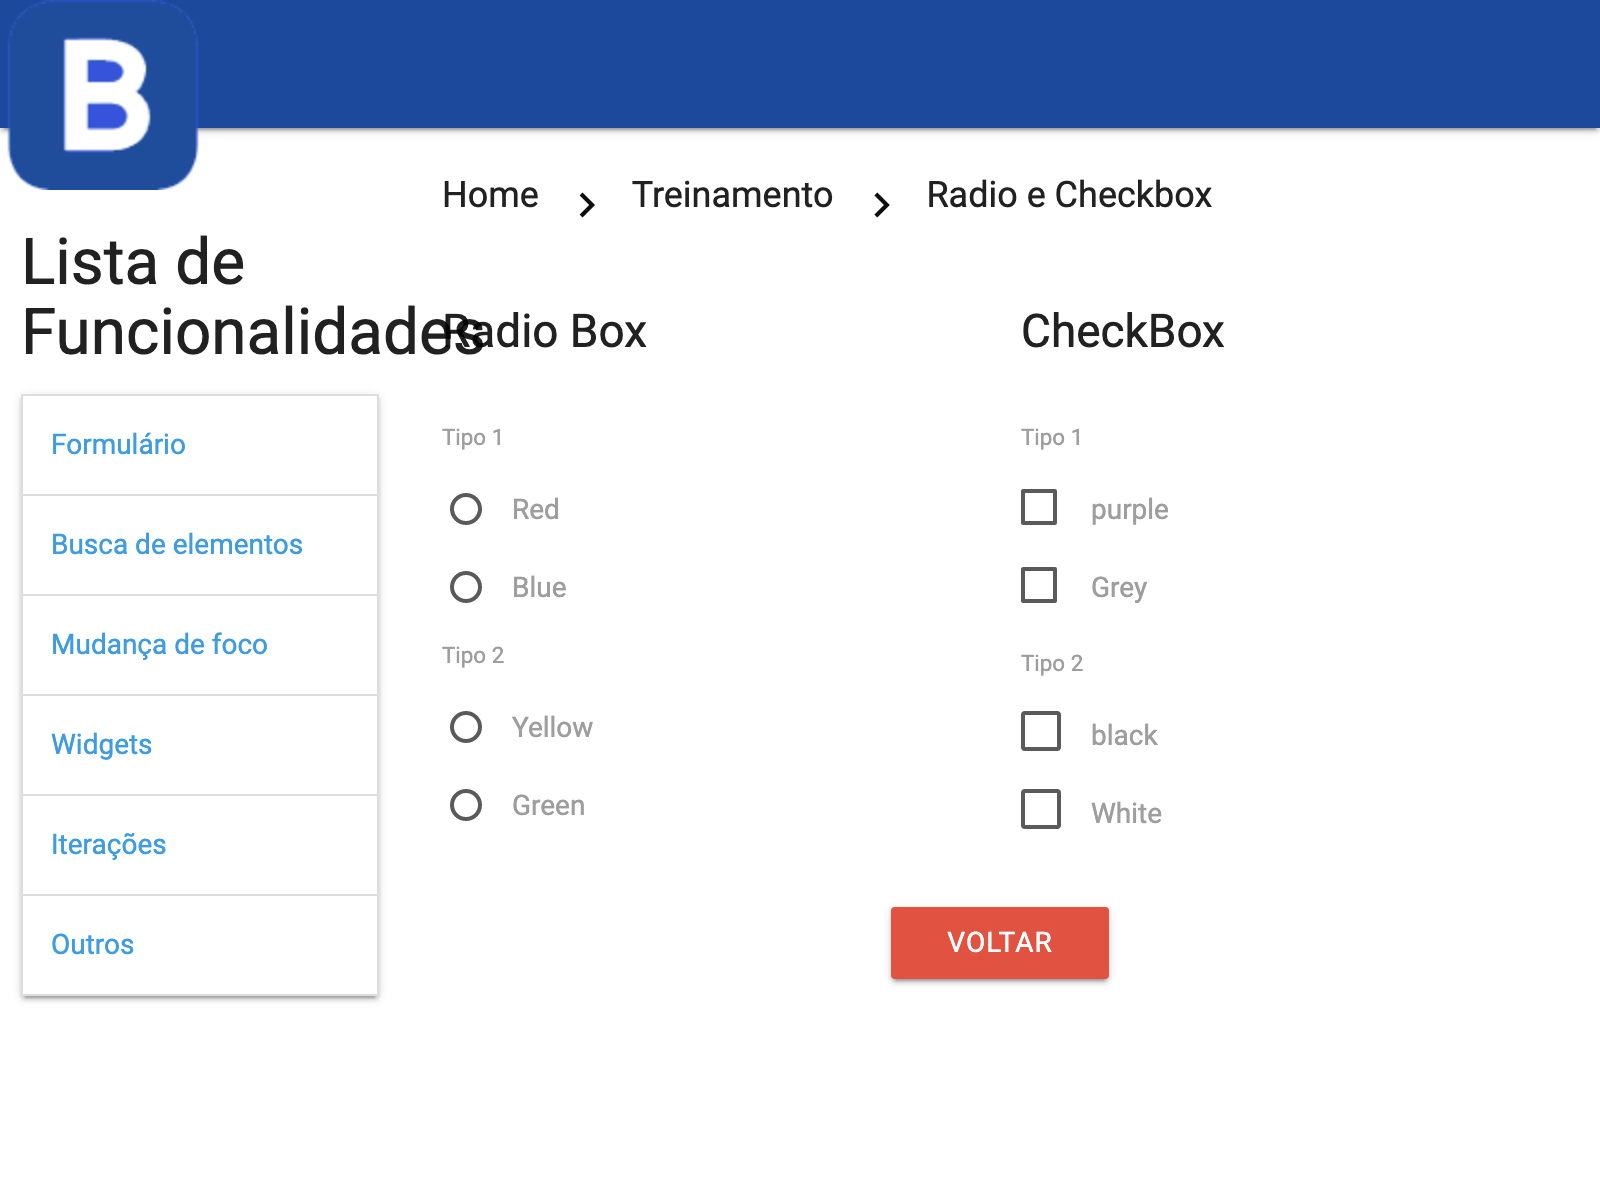 B
Home
Treinamento
Radio e Checkbox
Lista de
Funcionalidades
Formulário
Busca de elementos
Mudança de foco
Widgets
Iterações
Outros
Radio Box
Tipo 1
Red
Blue
Tipo 2
Yellow
Green
CheckBox
Tipo 1
purple
Grey
Tipo 2
black
White
VOLTAR